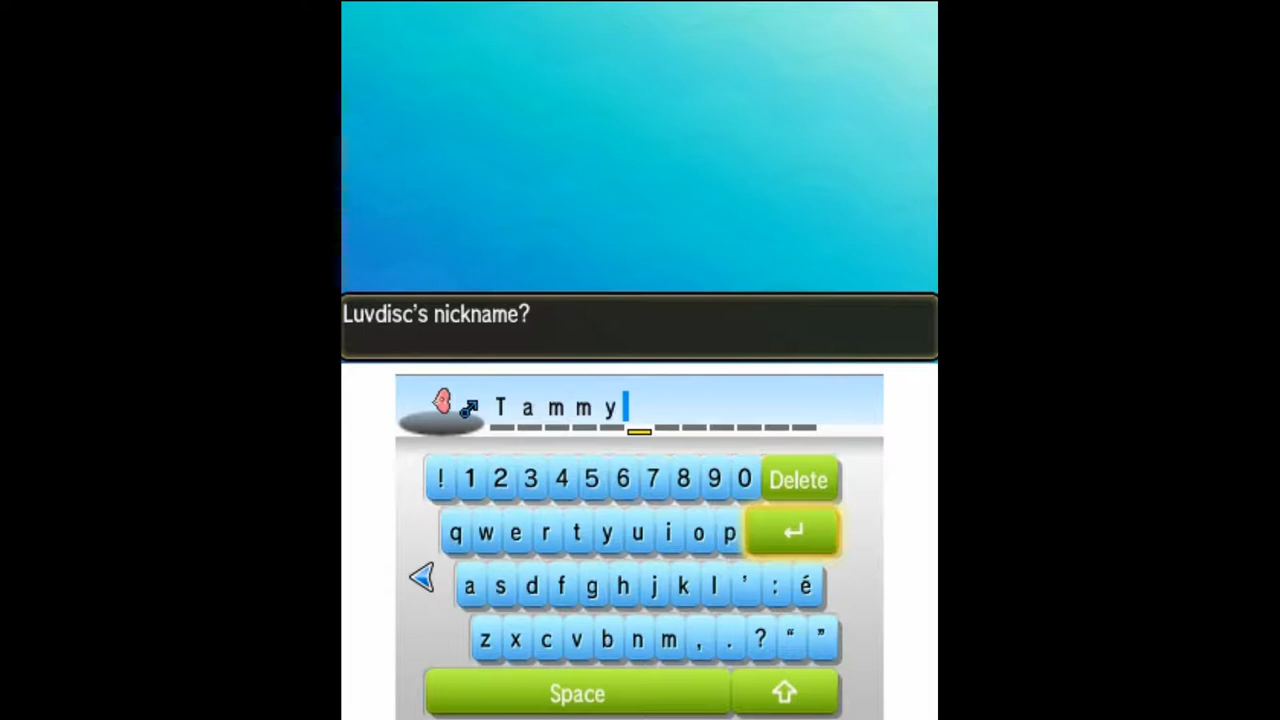 Luvdisc's nickname?
Tammy
! 1 2 3 4 5 6 7 8 9 0 Delete
q w e r t y u i o p
a s d f g h j k l ' : é
z x c v b n m , . ? “ ”
Space